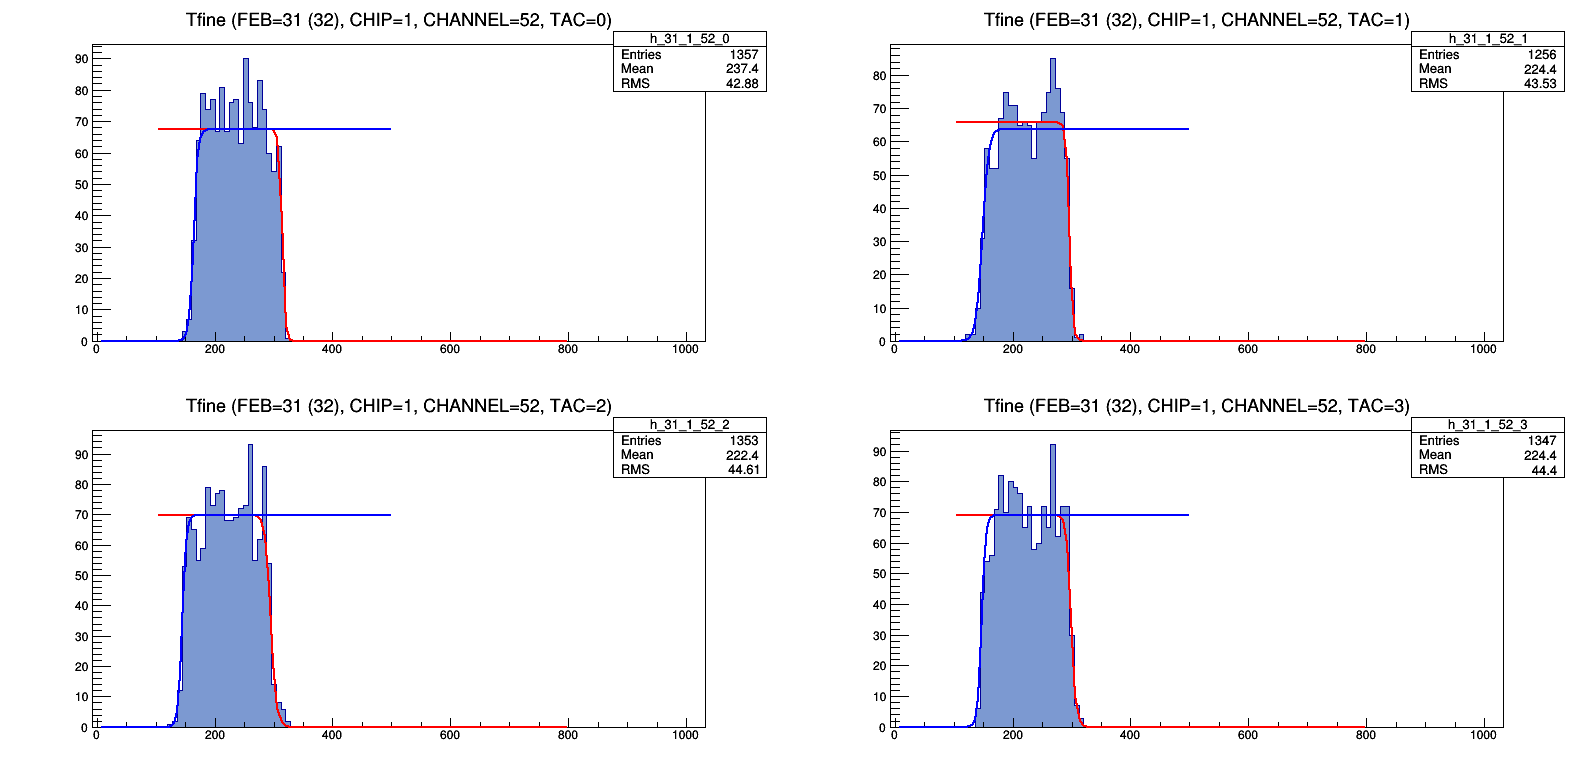 Tfine (FEB=31 (32), CHIP=1, CHANNEL=52, TAC=0)
h_31_1_52_0
Entries 1357
Mean 237.4
RMS 42.88
90
80
70
60
50
40
30
20
10
0
0 200 400 600 800 1000
Tfine (FEB=31 (32), CHIP=1, CHANNEL=52, TAC=1)
h_31_1_52_1
Entries 1256
Mean 224.4
RMS 43.53
80
70
60
50
40
30
20
10
0
0 200 400 600 800 1000
Tfine (FEB=31 (32), CHIP=1, CHANNEL=52, TAC=2)
h_31_1_52_2
Entries 1353
Mean 222.4
RMS 44.61
90
80
70
60
50
40
30
20
10
0
0 200 400 600 800 1000
Tfine (FEB=31 (32), CHIP=1, CHANNEL=52, TAC=3)
h_31_1_52_3
Entries 1347
Mean 224.4
RMS 44.4
90
80
70
60
50
40
30
20
10
0
0 200 400 600 800 1000